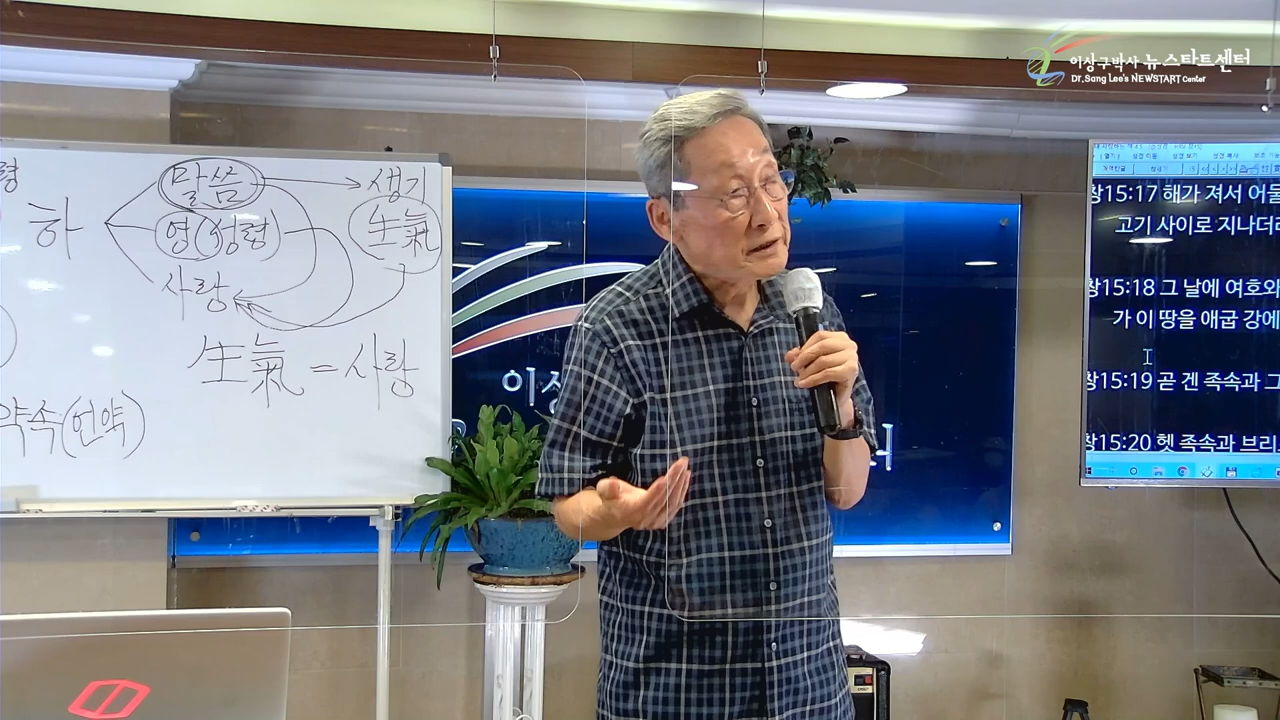 이상구박사 뉴스타트센터
Dr. Sang Lee's NEWSTART Center
령
말씀
생기
하
영(성령)
生氣
사랑
生氣 = 사랑
약속(언약)
이상
창15:17 해가 져서 어둘
고기 사이로 지나더라
창15:18 그 날에 여호와
가 이 땅을 애굽 강에
창15:19 곧 겐 족속과 그
창15:20 헷 족속과 브리